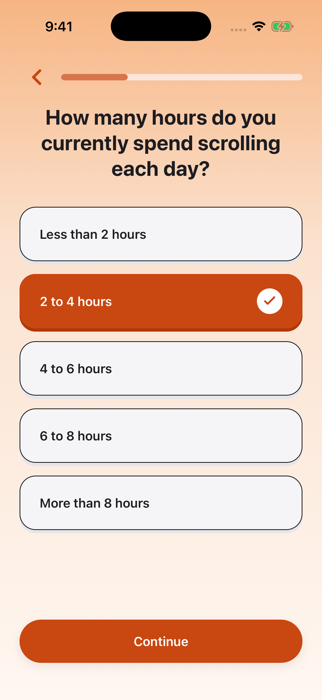 9:41
How many hours do you
currently spend scrolling
each day?
Less than 2 hours
2 to 4 hours
4 to 6 hours
6 to 8 hours
More than 8 hours
Continue